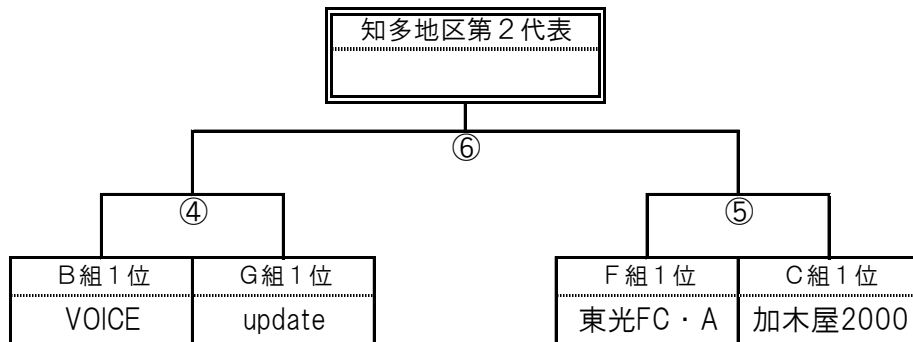 知多地区第２代表
⑥
④
⑤
Ｂ組１位
Ｇ組１位
Ｆ組１位
Ｃ組１位
VOICE
update
東光FC・A
加木屋2000